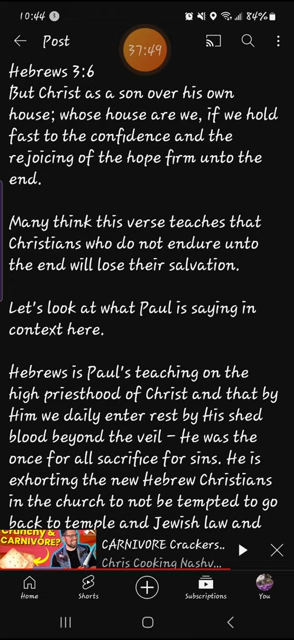 10:44
84%
Post
37:49
Hebrews 3:6
But Christ as a son over his own
house; whose house are we, if we hold
fast to the confidence and the
rejoicing of the hope firm unto the
end.
Many think this verse teaches that
Christians who do not endure unto
the end will lose their salvation.
Let's look at what Paul is saying in
context here.
Hebrews is Paul's teaching on the
high priesthood of Christ and that by
Him we daily enter rest by His shed
blood beyond the veil – He was the
once for all sacrifice for sins. He is
exhorting the new Hebrew Christians
in the church to not be tempted to go
back to temple and Jewish law and
Crunchy &
CARNIVORE?
CARNIVORE Crackers..
Chris Cooking Nashv...
Home
Shorts
Subscriptions
You